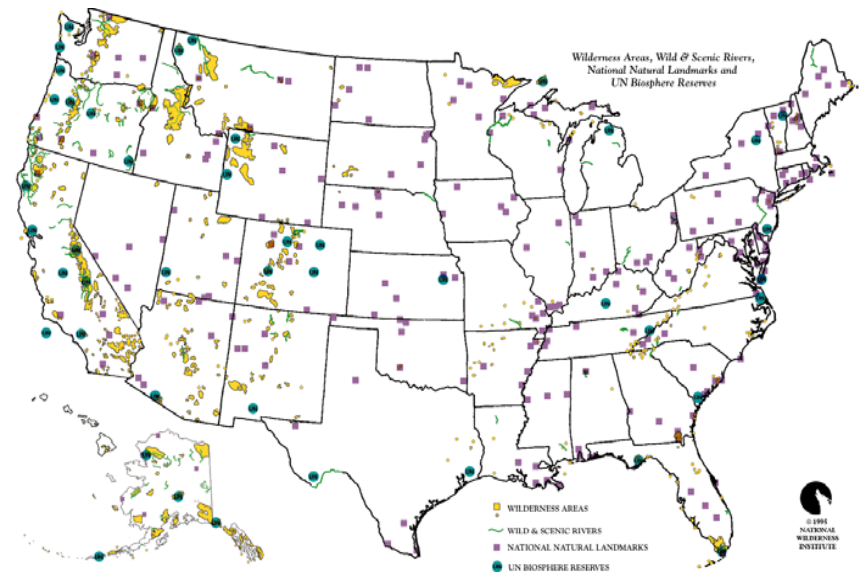 Wilderness Areas, Wild & Scenic Rivers,
National Natural Landmarks and
UN Biosphere Reserves
WILDERNESS AREAS
WILD & SCENIC RIVERS
NATIONAL NATURAL LANDMARKS
UN UN BIOSPHERE RESERVES
© 1995
NATIONAL
WILDERNESS
INSTITUTE